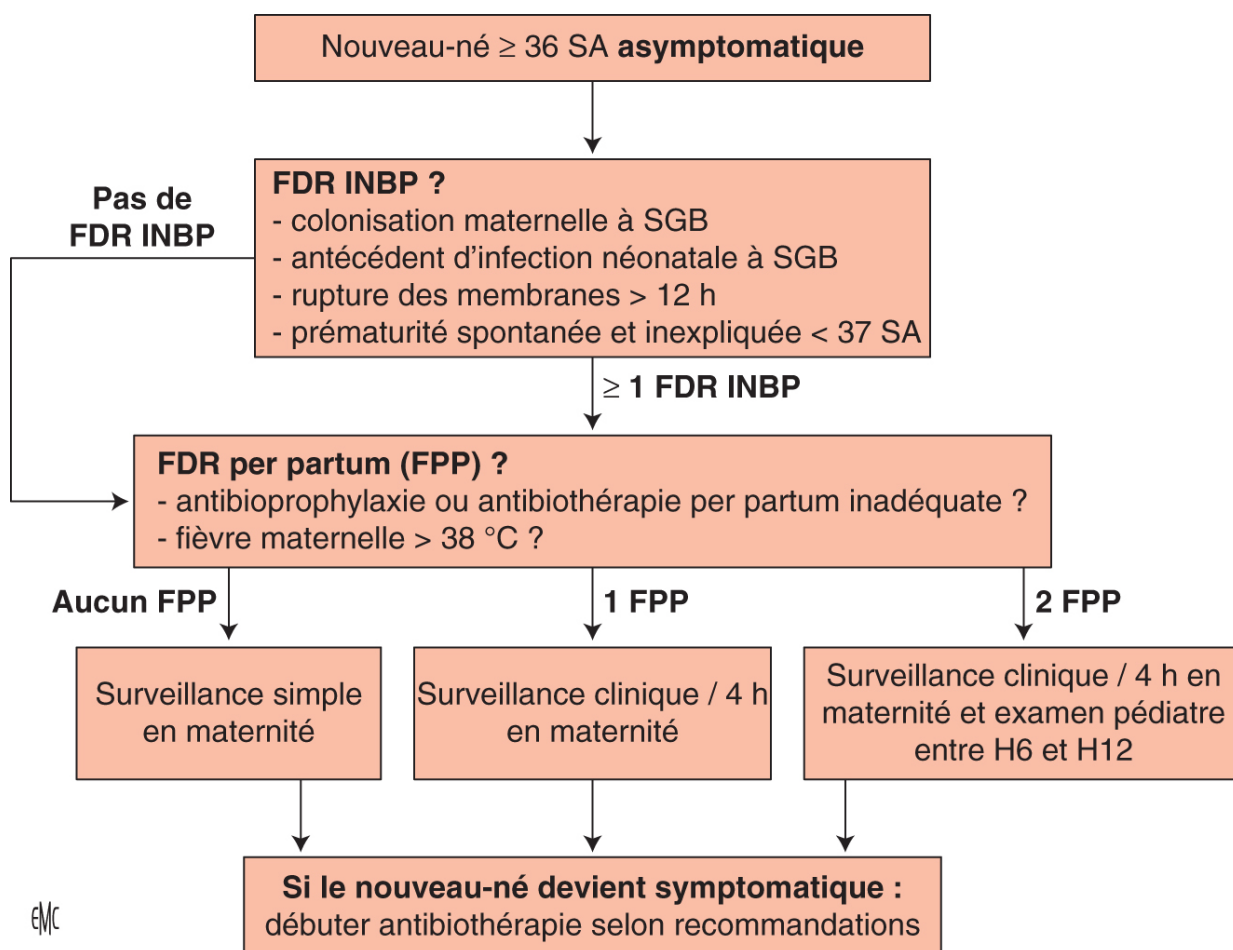 Nouveau-né ≥ 36 SA asymptomatique
Pas de
FDR INBP
FDR INBP ?
- colonisation maternelle à SGB
- antécédent d'infection néonatale à SGB
- rupture des membranes > 12 h
- prématurité spontanée et inexpliquée < 37 SA
≥ 1 FDR INBP
FDR per partum (FPP) ?
- antibioprophylaxie ou antibiothérapie per partum inadéquate ?
- fièvre maternelle > 38 °C ?
Aucun FPP
1 FPP
2 FPP
Surveillance simple
en maternité
Surveillance clinique / 4 h
en maternité
Surveillance clinique / 4 h en
maternité et examen pédiatre
entre H6 et H12
Si le nouveau-né devient symptomatique :
débuter antibiothérapie selon recommandations
EMC